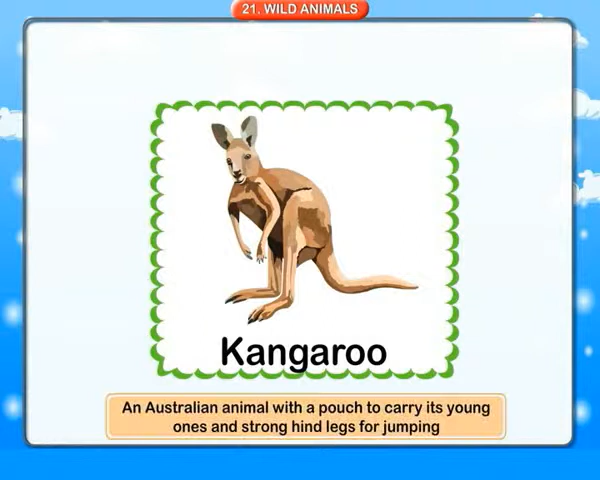 21. WILD ANIMALS
Kangaroo
An Australian animal with a pouch to carry its young
ones and strong hind legs for jumping